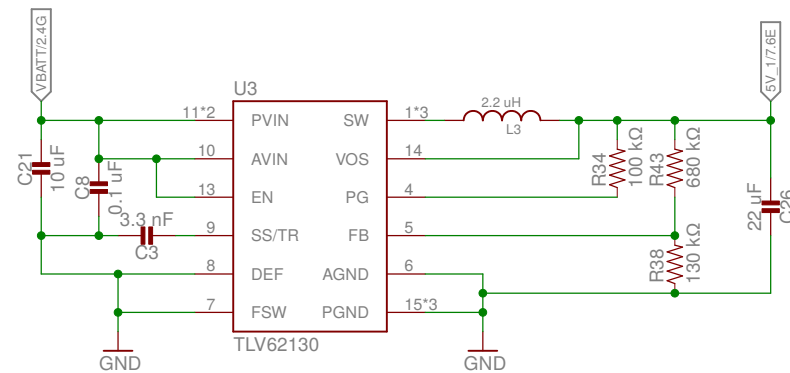 VBATT/2.4G
5V_1/7.6E
U3
11*2
PVIN
SW
1*3
2.2 uH
L3
10
AVIN
VOS
14
C21
10 uF
C8
0.1 uF
R34
100 kΩ
R43
680 kΩ
13
EN
PG
4
3.3 nF
C3
9
SS/TR
FB
5
22 uF
C26
R38
130 kΩ
8
DEF
AGND
6
7
FSW
PGND
15*3
TLV62130
GND
GND